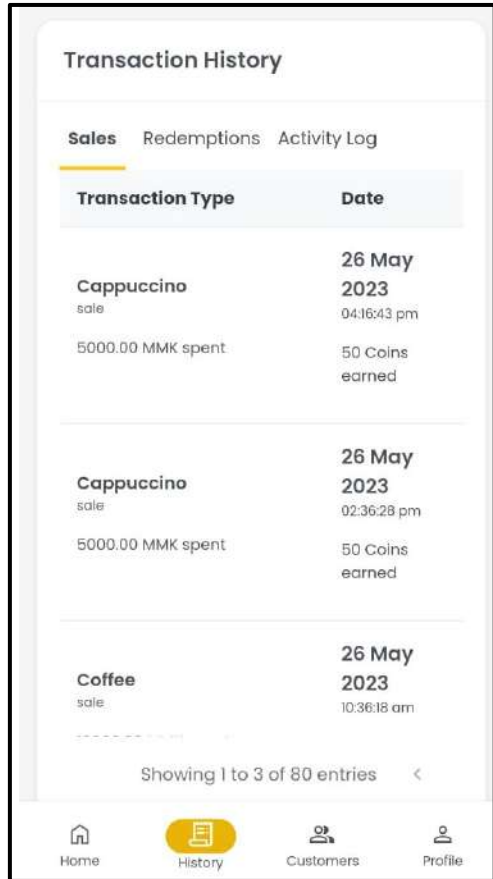 Transaction History
Sales Redemptions Activity Log
Transaction Type Date
Cappuccino
sale
5000.00 MMK spent
26 May
2023
04:16:43 pm
50 Coins
earned
Cappuccino
sale
5000.00 MMK spent
26 May
2023
02:36:28 pm
50 Coins
earned
Coffee
sale
26 May
2023
10:36:18 am
Showing 1 to 3 of 80 entries <
Home History Customers Profile